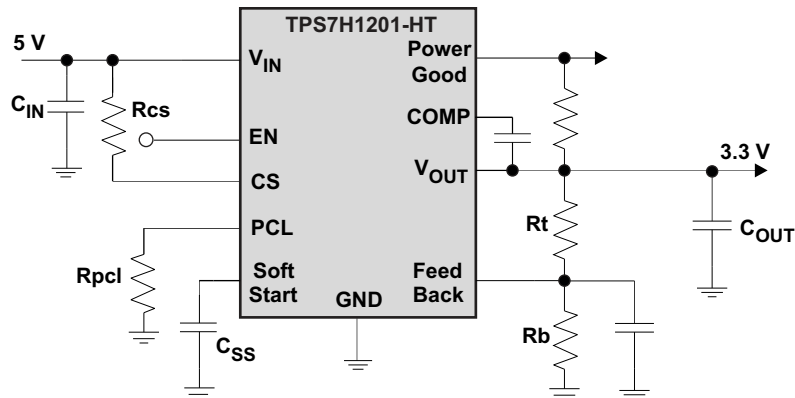 TPS7H1201-HT
5 V
VIN
Power
Good
CIN
Rcs
COMP
EN
VOUT
3.3 V
CS
PCL
Rt
COUT
Rpcl
Soft
Start
Feed
Back
GND
CSS
Rb